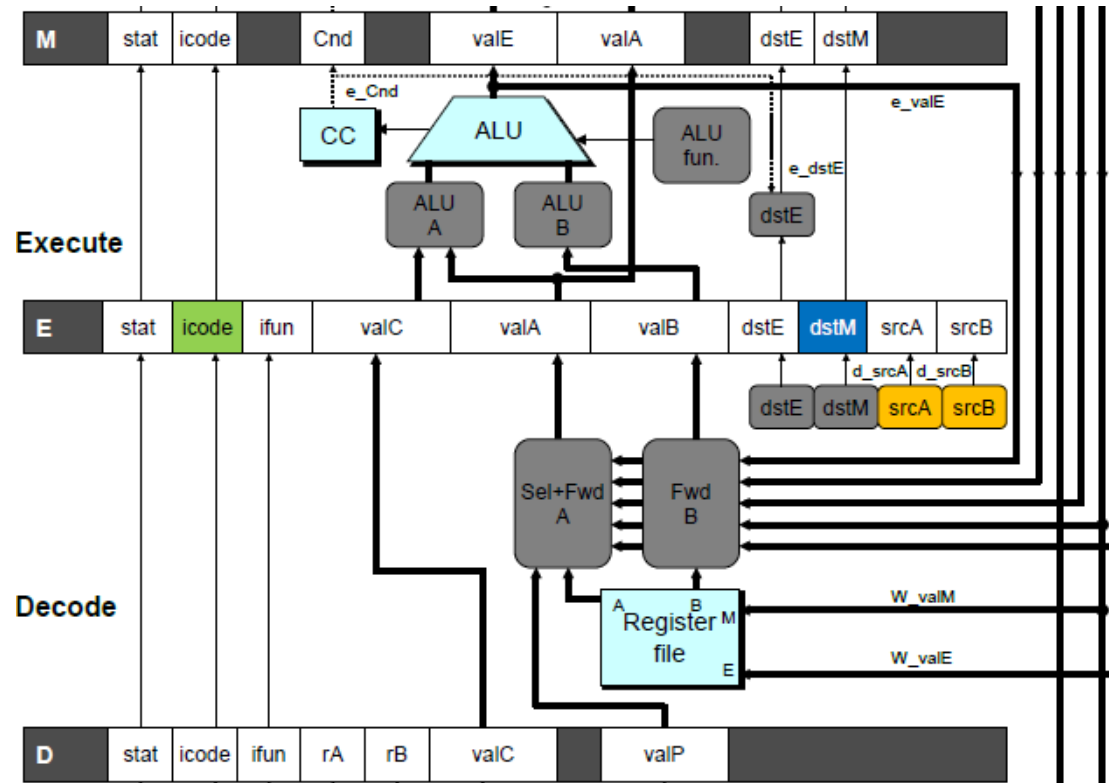 M stat icode Cnd valE valA dstE dstM
e_Cnd
e_valE
CC
ALU
ALU
fun.
e_dstE
ALU
A
ALU
B
dstE
Execute
E stat icode ifun valC valA valB dstE dstM srcA srcB
d_srcA d_srcB
dstE dstM srcA srcB
Sel+Fwd
A
Fwd
B
Decode
A B
W_valM
Register M
file
W_valE
E
D stat icode ifun rA rB valC valP